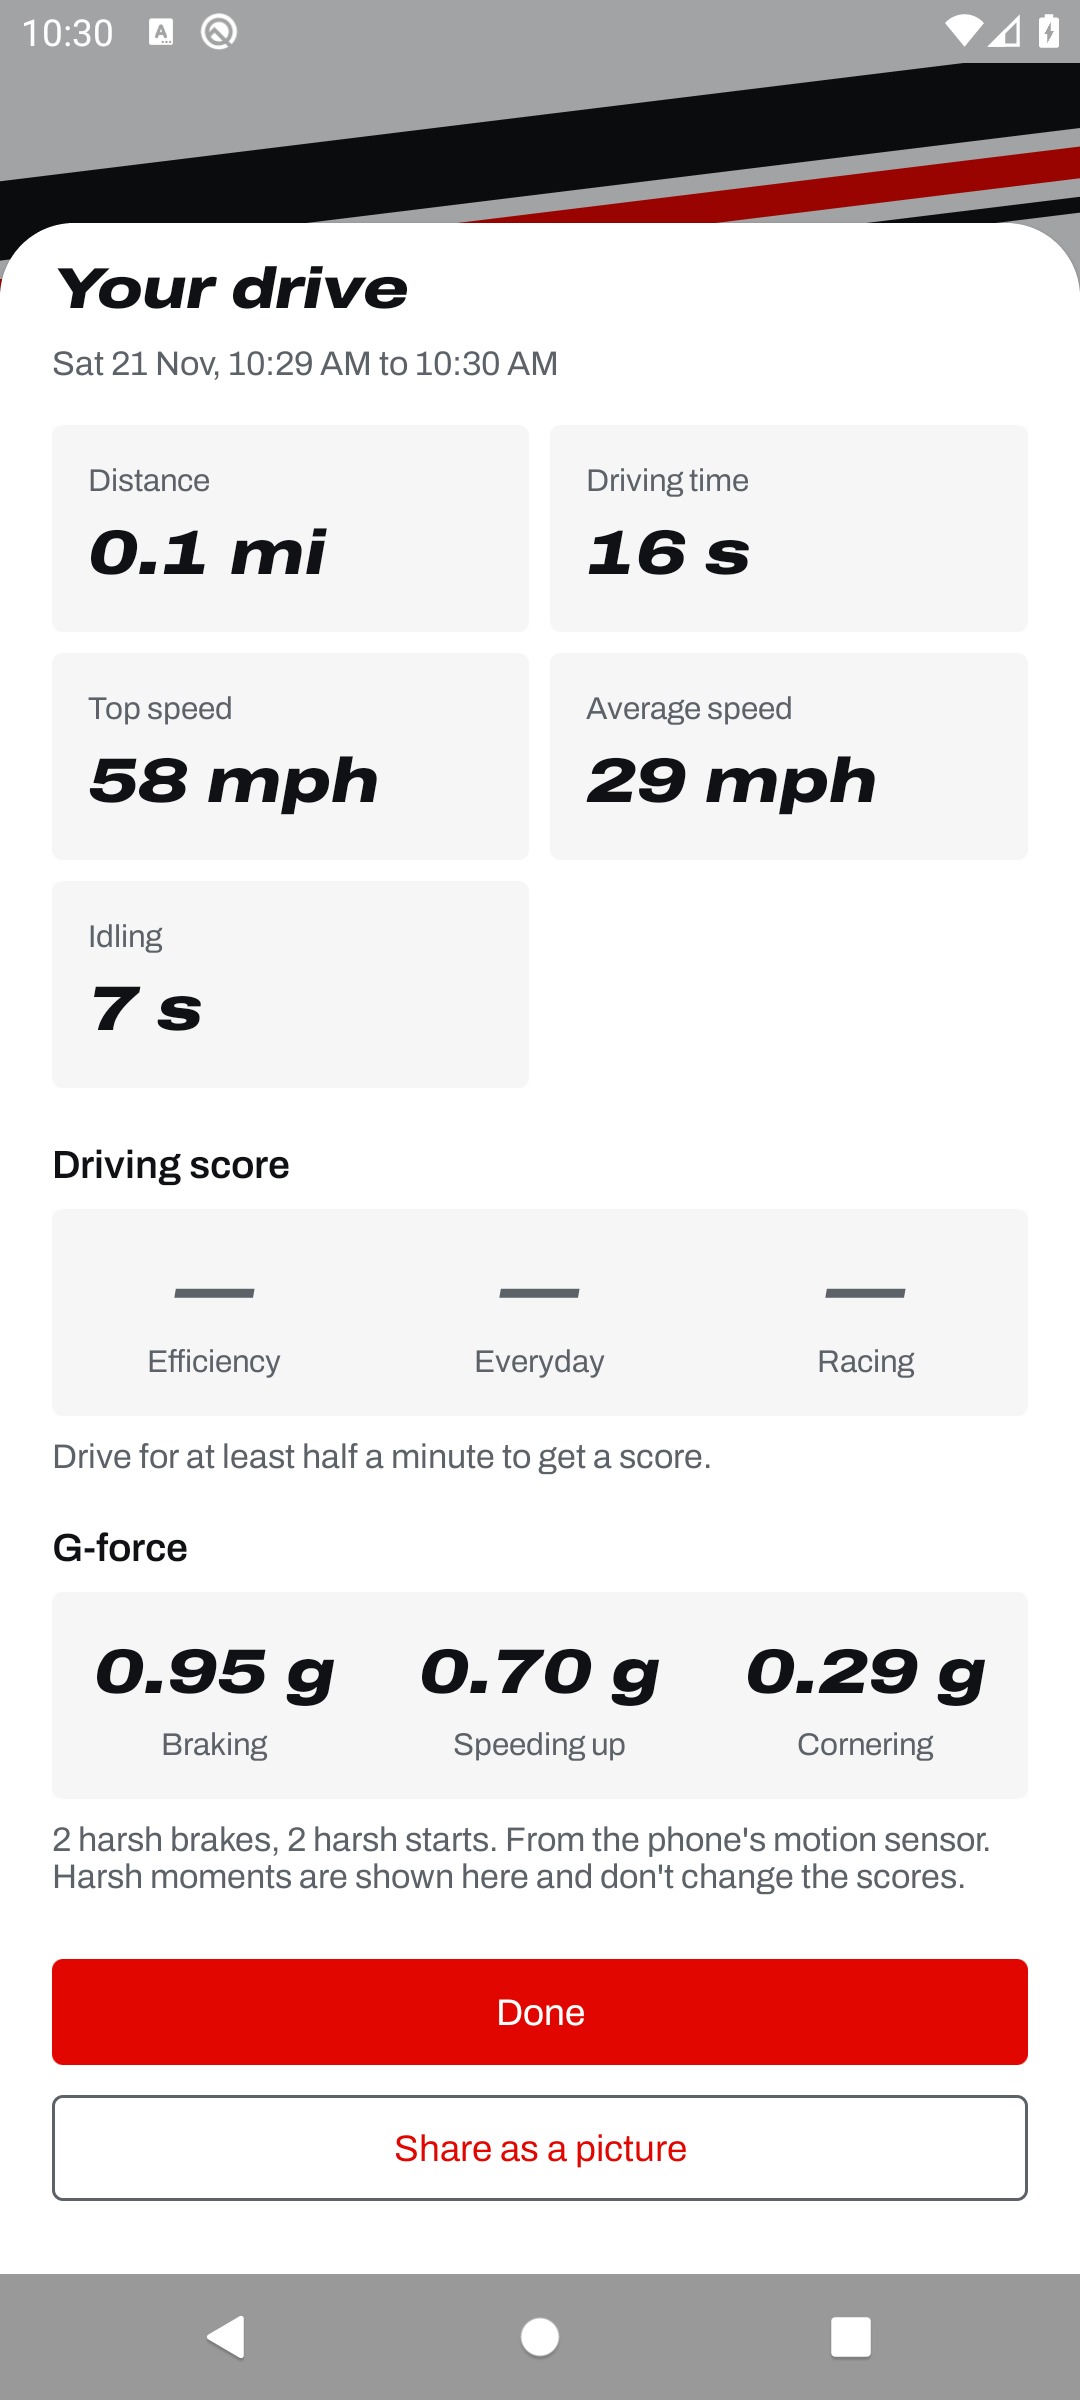 10:30
Your drive
Sat 21 Nov, 10:29 AM to 10:30 AM
Distance
0.1 mi
Driving time
16 s
Top speed
58 mph
Average speed
29 mph
Idling
7 s
Driving score
— — —
Efficiency Everyday Racing
Drive for at least half a minute to get a score.
G-force
0.95 g 0.70 g 0.29 g
Braking Speeding up Cornering
2 harsh brakes, 2 harsh starts. From the phone's motion sensor.
Harsh moments are shown here and don't change the scores.
Done
Share as a picture